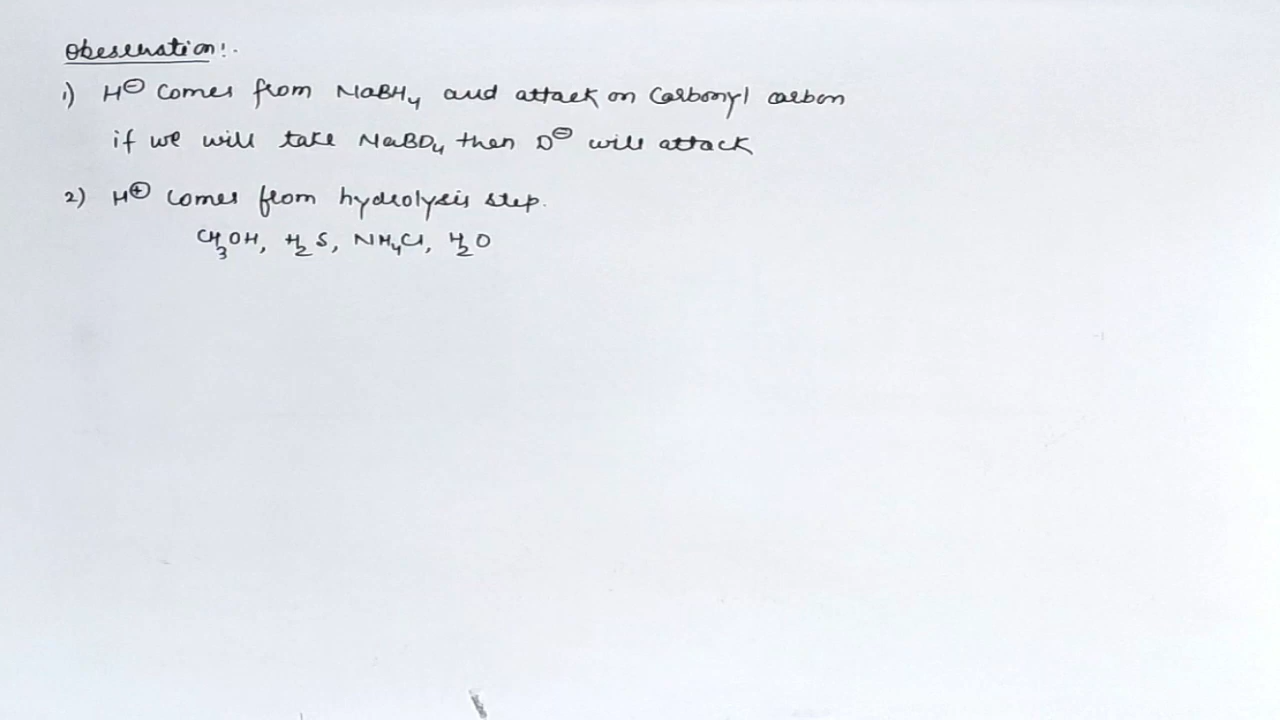 Obeservation:.
1) H⊖ comes from NaBH₄ and attack on Carbonyl carbon
if we will take NaBD₄ then D⊖ will attack
2) H⊕ comes from hydrolysis step.
CH₃OH, H₂S, NH₄Cl, H₂O